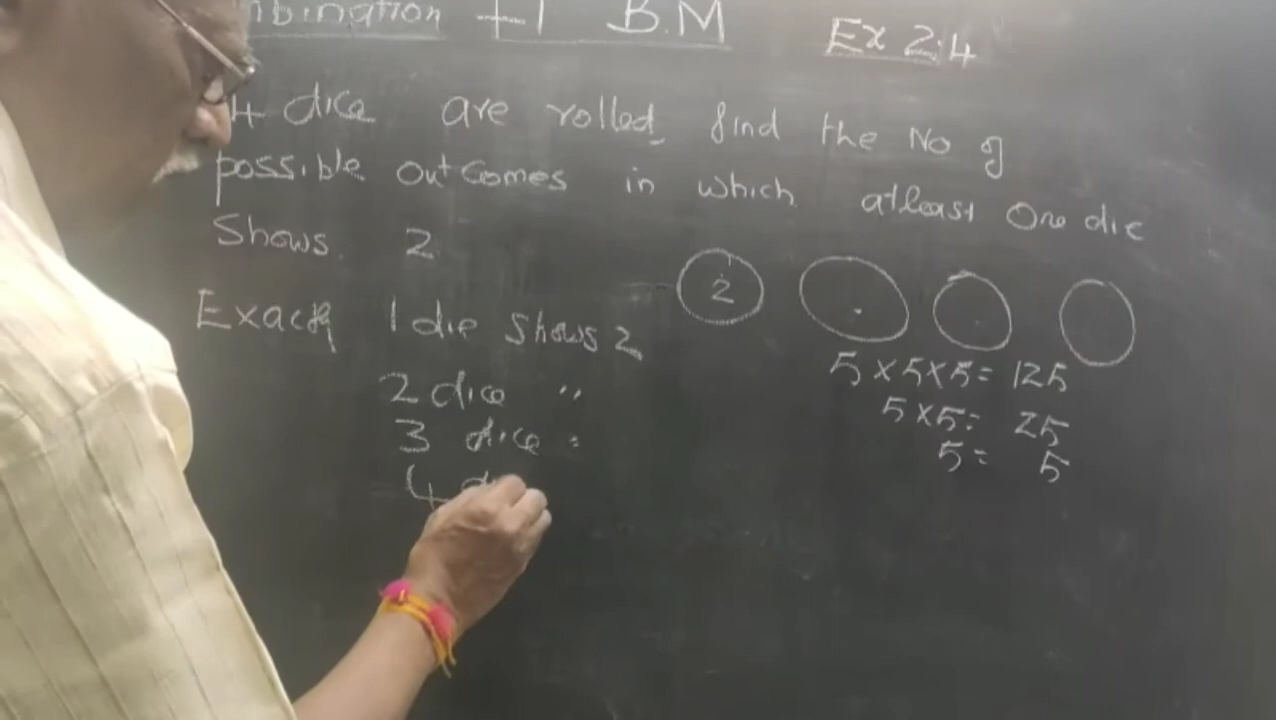 bination +1 B.M Ex 2.4
4 dice are rolled, find the No of
possible outcomes in which atleast One die
Shows. 2
2
Exactly 1 die Shows 2
5 x 5 x 5 = 125
2 dice "
5 x 5 = 25
3 dice "
5 = 5
4 d